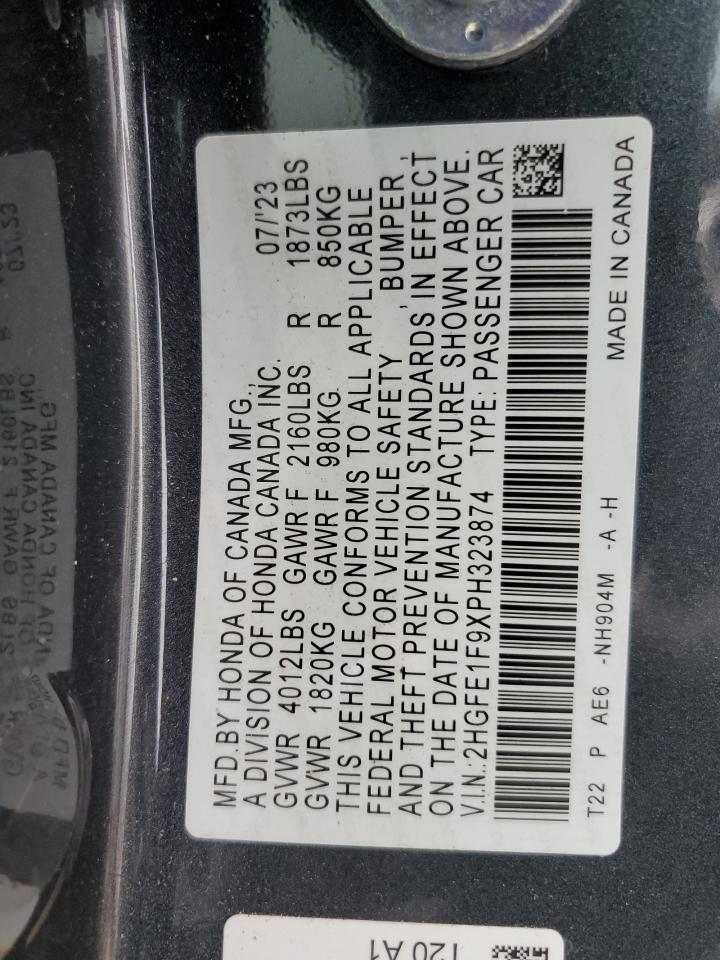 MFD.BY HONDA OF CANADA MFG., 07/'23
A DIVISION OF HONDA CANADA INC.
GVWR 4012LBS GAWR F 2160LBS R 1873LBS
GVWR 1820KG GAWR F 980KG R 850KG
THIS VEHICLE CONFORMS TO ALL APPLICABLE
FEDERAL MOTOR VEHICLE SAFETY , BUMPER,
AND THEFT PREVENTION STANDARDS IN EFFECT
ON THE DATE OF MANUFACTURE SHOWN ABOVE.
V.I.N.:2HGFE1F9XPH323874 TYPE: PASSENGER CAR
T22 P AE6 -NH904M -A -H
MADE IN CANADA
T20 A1